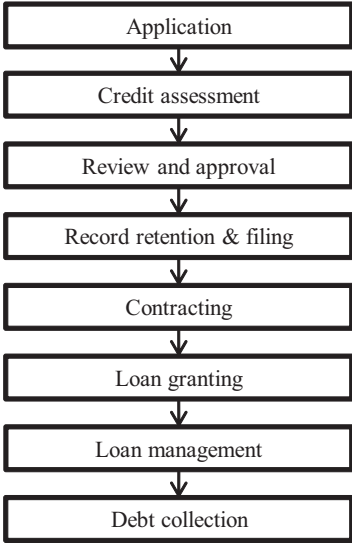 Application
Credit assessment
Review and approval
Record retention & filing
Contracting
Loan granting
Loan management
Debt collection